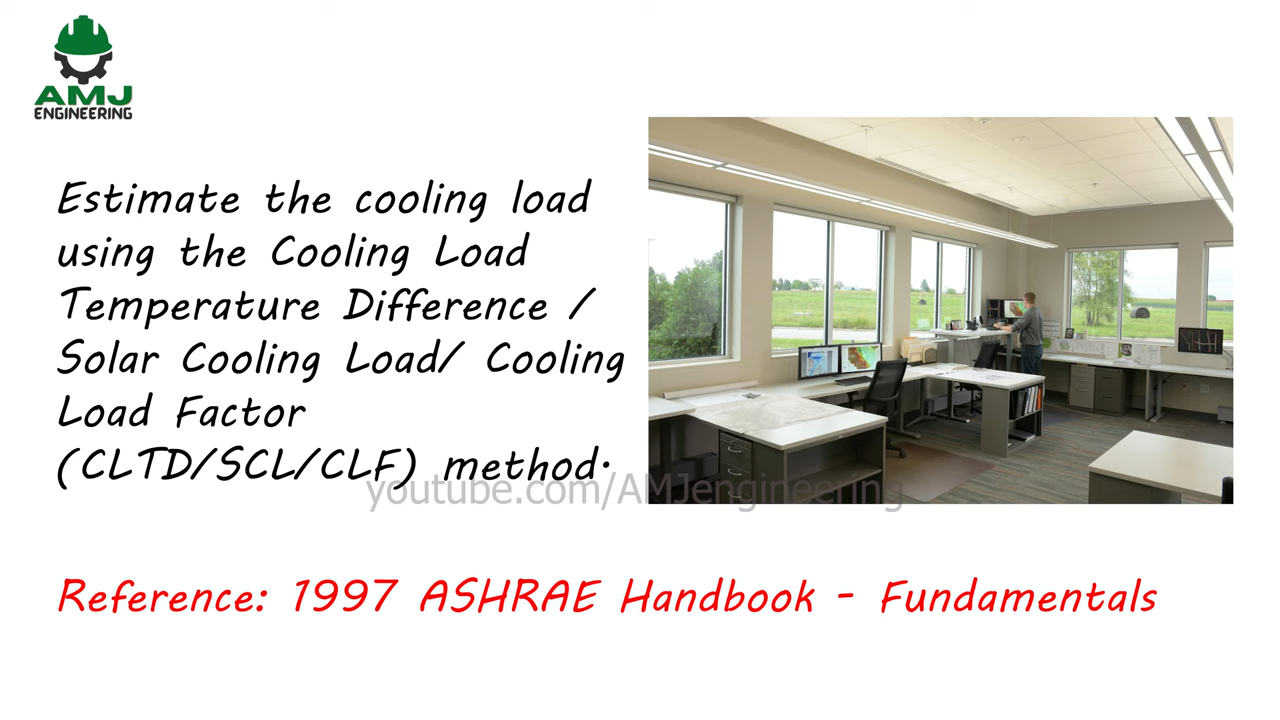 AMJ
ENGINEERING
Estimate the cooling load
using the Cooling Load
Temperature Difference /
Solar Cooling Load/ Cooling
Load Factor
(CLTD/SCL/CLF) method.
youtube.com/AMJengineering
Reference: 1997 ASHRAE Handbook - Fundamentals